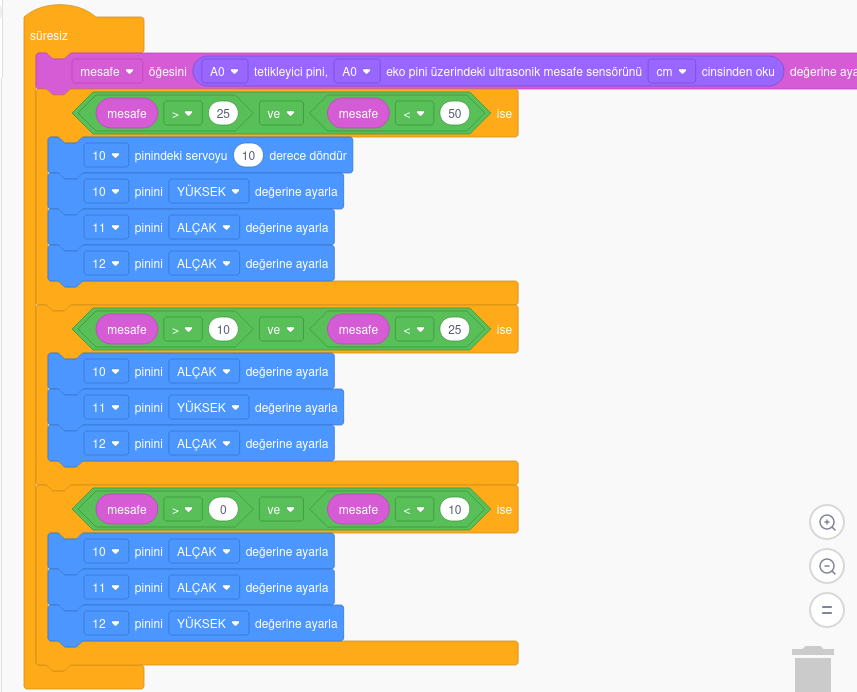 süresiz
mesafe öğesini A0 tetikleyici pini, A0 eko pini üzerindeki ultrasonik mesafe sensörünü cm cinsinden oku değerine aya
mesafe > 25 ve mesafe < 50 ise
10 pinindeki servoyu 10 derece döndür
10 pinini YÜKSEK değerine ayarla
11 pinini ALÇAK değerine ayarla
12 pinini ALÇAK değerine ayarla
mesafe > 10 ve mesafe < 25 ise
10 pinini ALÇAK değerine ayarla
11 pinini YÜKSEK değerine ayarla
12 pinini ALÇAK değerine ayarla
mesafe > 0 ve mesafe < 10 ise
10 pinini ALÇAK değerine ayarla
11 pinini ALÇAK değerine ayarla
12 pinini YÜKSEK değerine ayarla